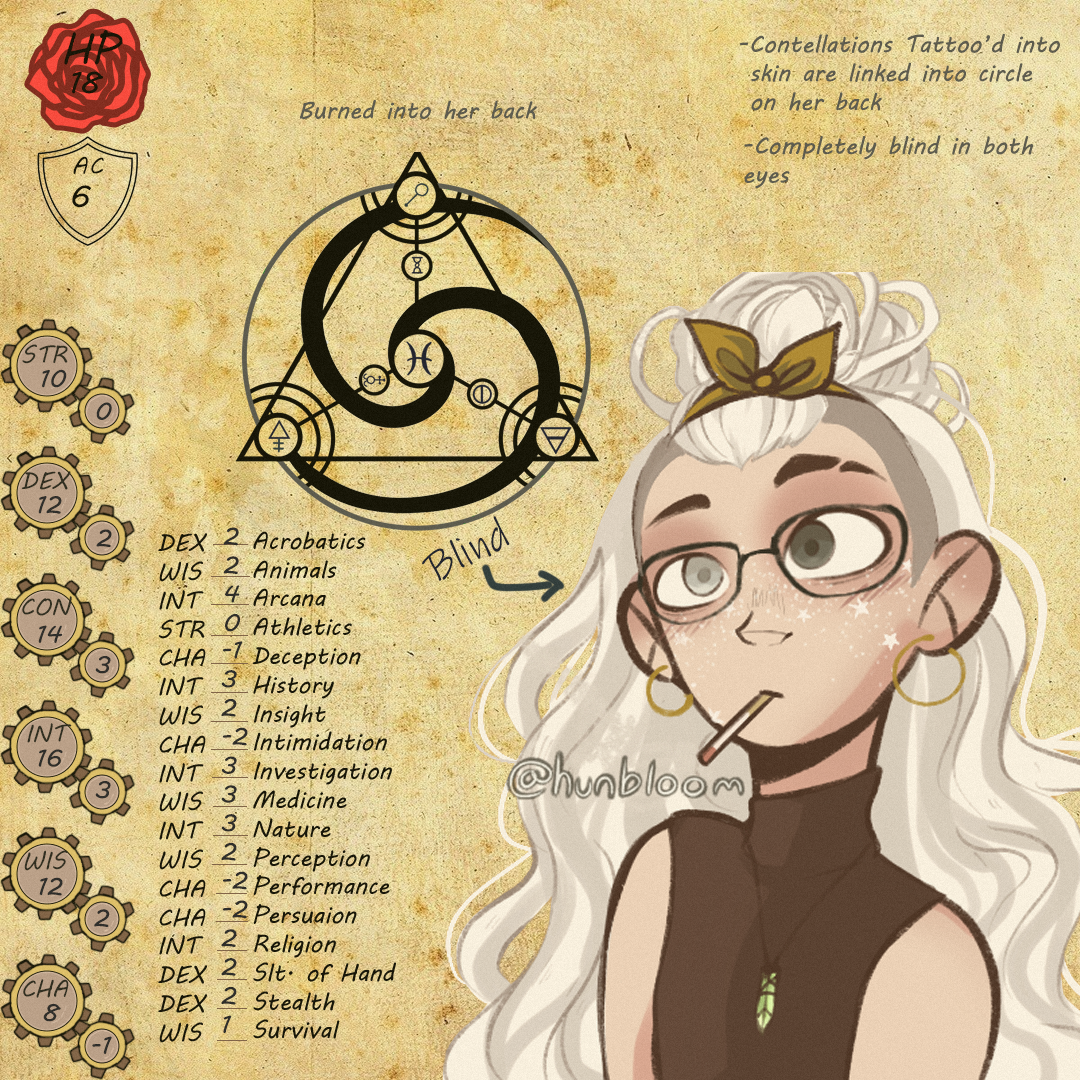 HP
18
AC
6
Burned into her back
-Contellations Tattoo'd into
skin are linked into circle
on her back
-Completely blind in both
eyes
STR
10
0
DEX
12
2
CON
14
3
INT
16
3
WIS
12
2
CHA
8
-1
Blind
DEX 2 Acrobatics
WIS 2 Animals
INT 4 Arcana
STR 0 Athletics
CHA -1 Deception
INT 3 History
WIS 2 Insight
CHA -2 Intimidation
INT 3 Investigation
WIS 3 Medicine
INT 3 Nature
WIS 2 Perception
CHA -2 Performance
CHA -2 Persuaion
INT 2 Religion
DEX 2 Slt. of Hand
DEX 2 Stealth
WIS 1 Survival
@hunbloom